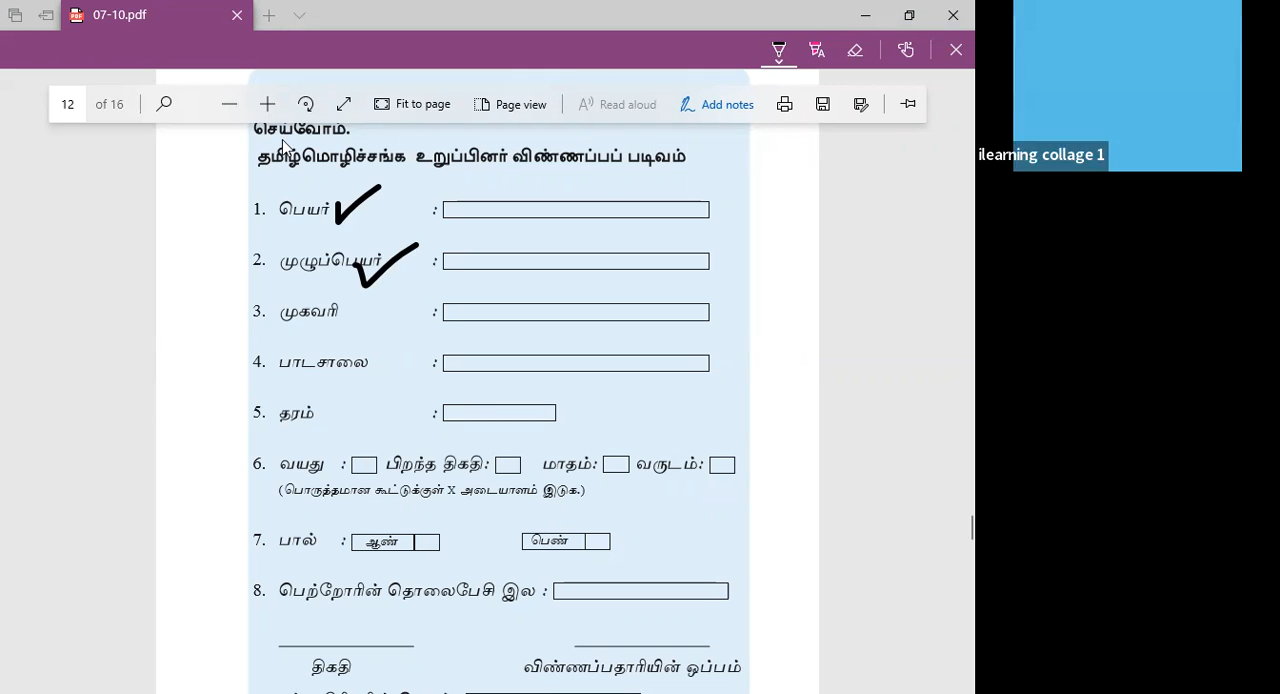 07-10.pdf
12 of 16 Fit to page Page view Read aloud Add notes
ilearning collage 1
செய்வோம்.
தமிழ்மொழிச்சங்க உறுப்பினர் விண்ணப்பப் படிவம்
1. பெயர் :
2. முழுப்பெயர் :
3. முகவரி :
4. பாடசாலை :
5. தரம் :
6. வயது : பிறந்த திகதி: மாதம்: வருடம்:
(பொருத்தமான கூட்டுக்குள் X அடையாளம் இடுக.)
7. பால் : ஆண் பெண்
8. பெற்றோரின் தொலைபேசி இல :
திகதி விண்ணப்பதாரியின் ஒப்பம்